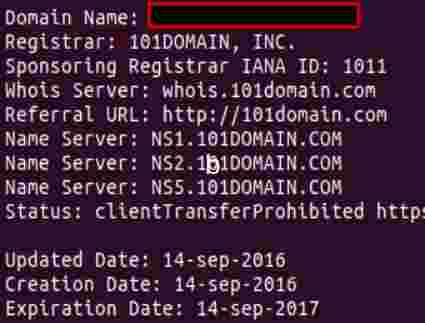 Domain Name:
Registrar: 101DOMAIN, INC.
Sponsoring Registrar IANA ID: 1011
Whois Server: whois.101domain.com
Referral URL: http://101domain.com
Name Server: NS1.101DOMAIN.COM
Name Server: NS2.101DOMAIN.COM
Name Server: NS5.101DOMAIN.COM
Status: clientTransferProhibited https
Updated Date: 14-sep-2016
Creation Date: 14-sep-2016
Expiration Date: 14-sep-2017